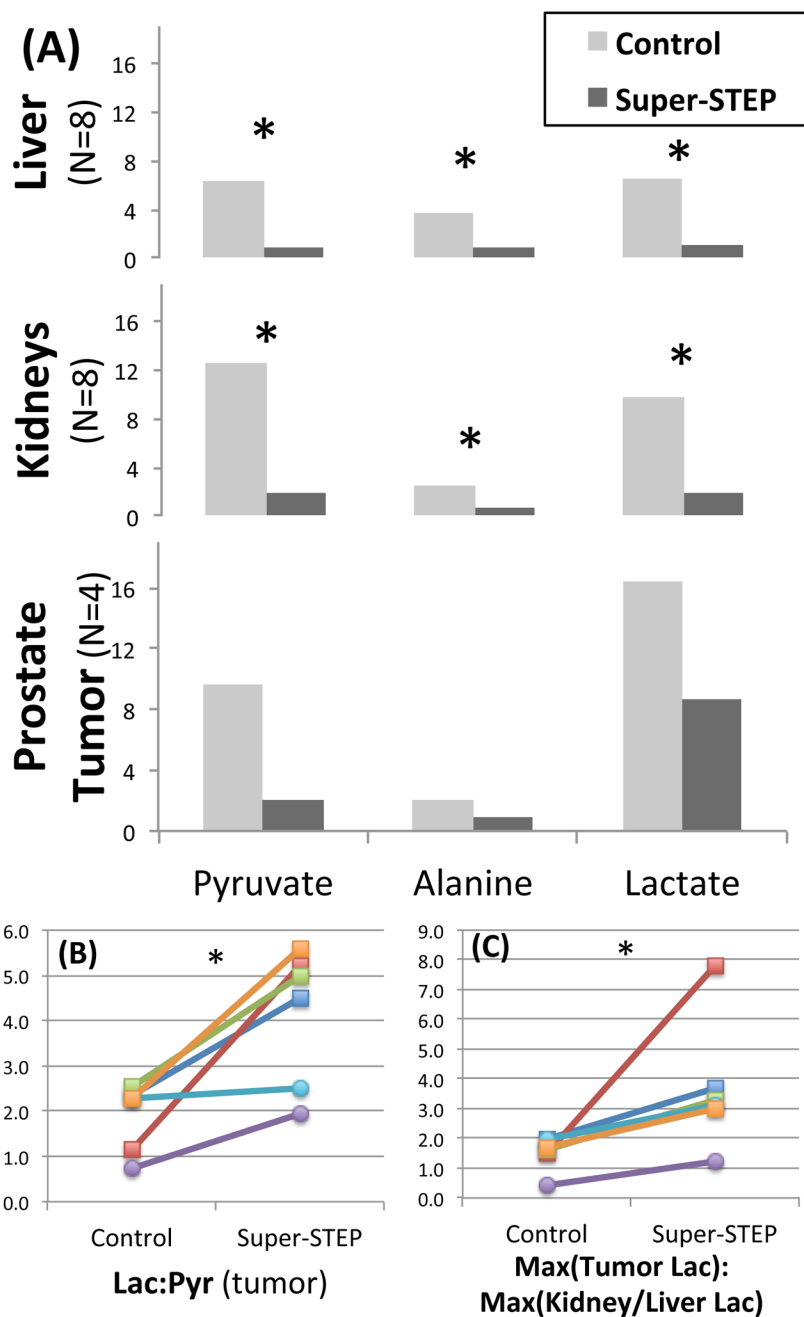 (A)
Control
Super-STEP
Liver
(N=8)
16
12
8
4
0
*
*
*
Kidneys
(N=8)
16
12
8
4
0
*
*
*
Prostate
Tumor (N=4)
16
12
8
4
0
Pyruvate
Alanine
Lactate
(B)
*
6.0
5.0
4.0
3.0
2.0
1.0
0.0
Control
Super-STEP
Lac:Pyr (tumor)
(C)
*
9.0
8.0
7.0
6.0
5.0
4.0
3.0
2.0
1.0
0.0
Control
Super-STEP
Max(Tumor Lac):
Max(Kidney/Liver Lac)